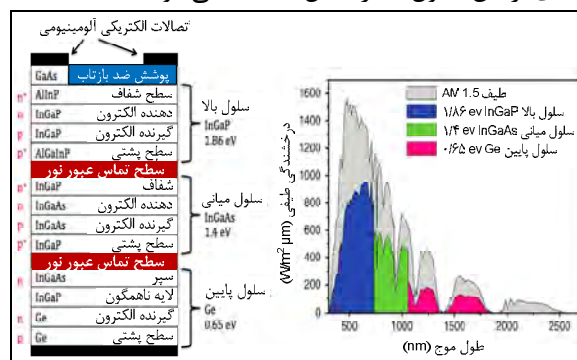 اتصالات الکتریکی آلومینیومی
GaAs پوشش ضد بازتاب
n⁺ AlInP سطح شفاف
n InGaP دهنده الکترون
p InGaP گیرنده الکترون
p⁺ AlGaInP سطح پشتی
سلول بالا
InGaP
1.86 eV
سطح تماس عبور نور
n⁺ InGaP شفاف
n InGaAs دهنده الکترون
p InGaAs گیرنده الکترون
p⁺ InGaP سطح پشتی
سلول میانی
InGaAs
1.4 eV
سطح تماس عبور نور
n InGaAs سپر
InGaP لایه ناهمگون
n Ge گیرنده الکترون
p Ge سطح پشتی
سلول پایین
Ge
0.65 eV
طیف AM 1.5
سلول بالا ۱/۸۶ ev InGaP
سلول میانی ۱/۴ ev InGaAs
سلول پایین ۰/۶۵ ev Ge
درخشندگی طیفی (W/m² µm)
1600
1400
1200
1000
800
600
400
200
0
500 1000 1500 2000 2500
طول موج (nm)